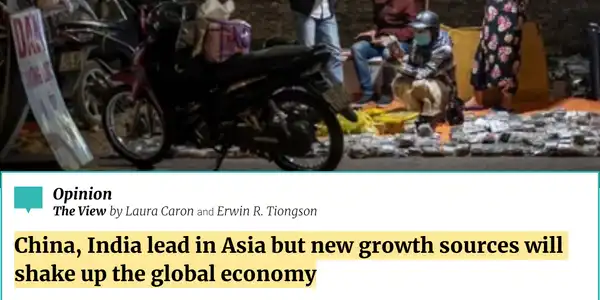 Opinion
The View by Laura Caron and Erwin R. Tiongson
China, India lead in Asia but new growth sources will
shake up the global economy